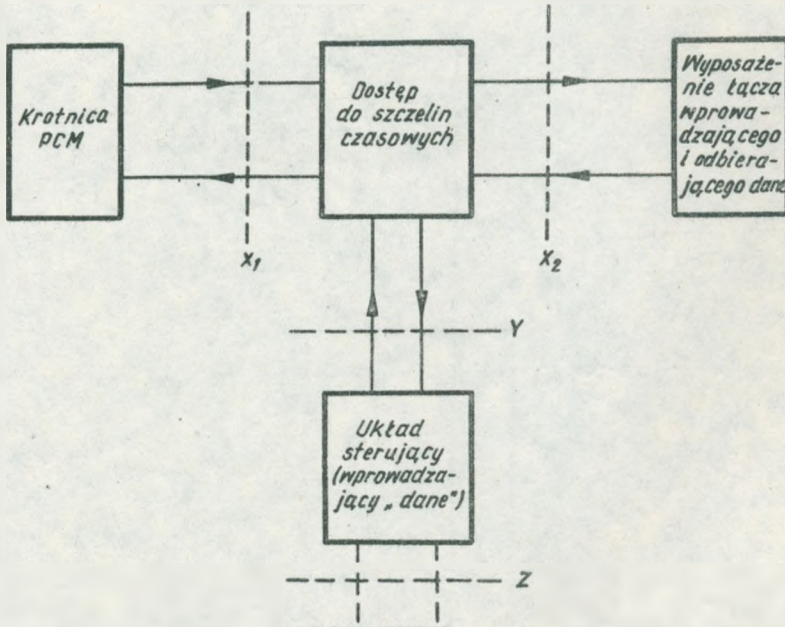 Krotnica
PCM
Dostęp
do szczelin
czasowych
Wyposaże-
nie łącza
wprowa-
dzającego
i odbiera-
jącego dane
X₁
X₂
Y
Układ
sterujący
(wprowadza-
jący „dane")
Z